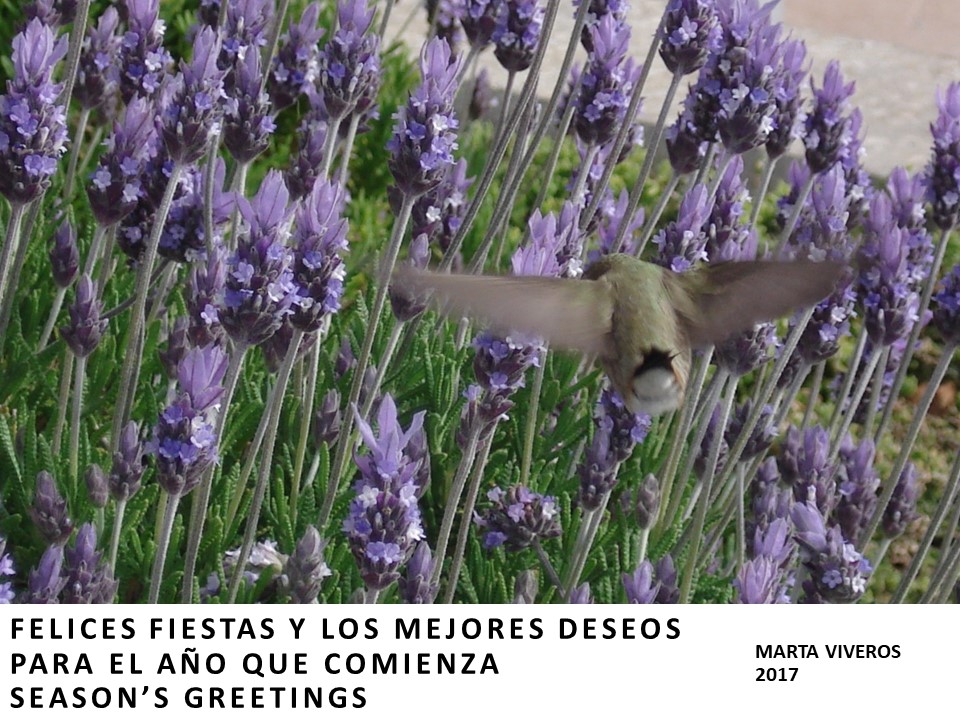 FELICES FIESTAS Y LOS MEJORES DESEOS
PARA EL AÑO QUE COMIENZA
SEASON’S GREETINGS
MARTA VIVEROS
2017